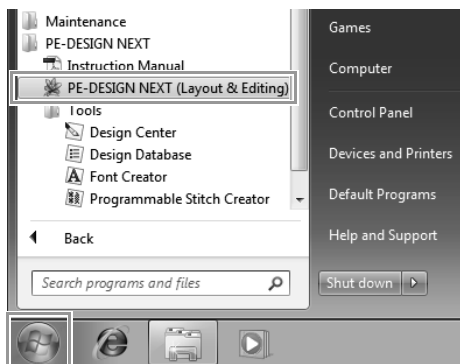 Maintenance
PE-DESIGN NEXT
Instruction Manual
PE-DESIGN NEXT (Layout & Editing)
Tools
Design Center
Design Database
Font Creator
Programmable Stitch Creator
Back
Search programs and files
Games
Computer
Control Panel
Devices and Printers
Default Programs
Help and Support
Shut down